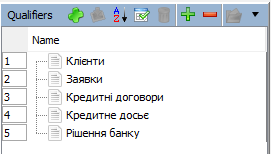 Qualifiers
Name
1 Клієнти
2 Заявки
3 Кредитні договори
4 Кредитне досьє
5 Рішення банку